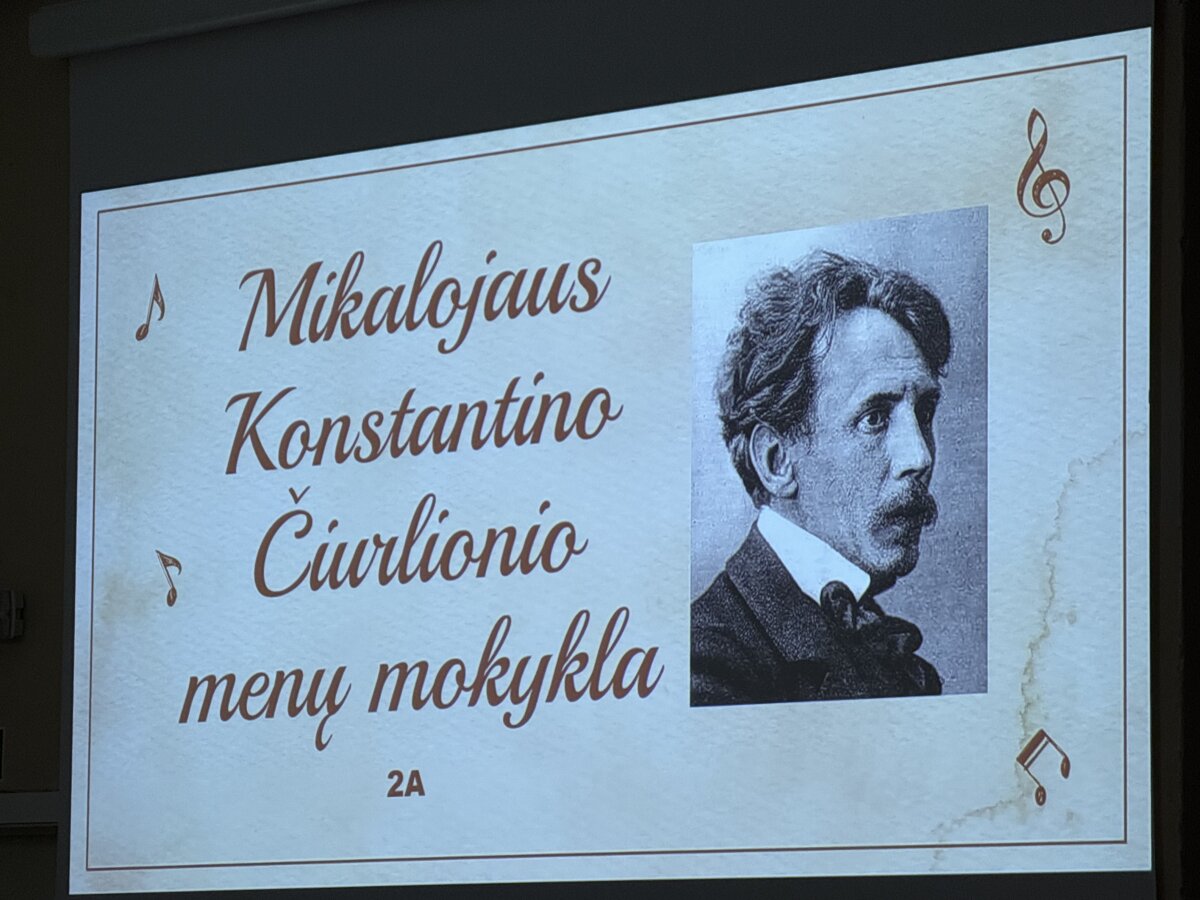 Mikalojaus
Konstantino
Čiurlionio
menų mokykla
2A